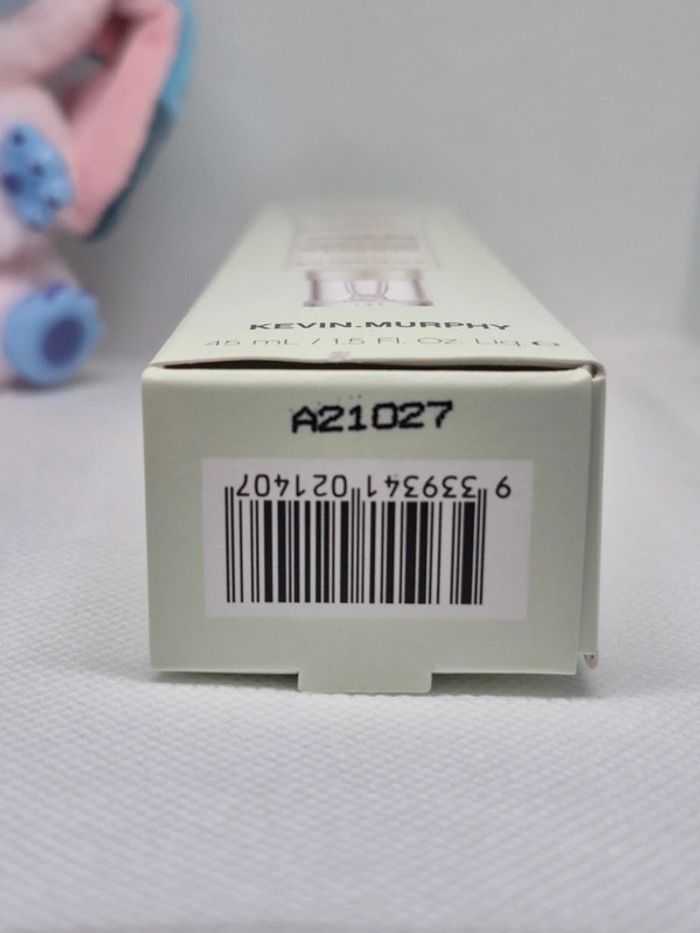 KEVIN.MURPHY
45 mL / 1.5 Fl. Oz. Liq. e
A21027
9 339341 021407